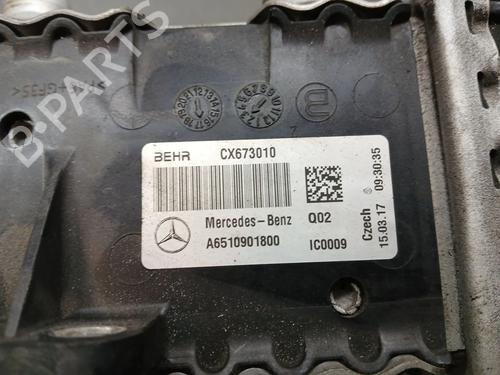 B-PARTS
BEHR CX673010
Mercedes-Benz Q02
A6510901800 IC0009
Czech
15.03.17 09:30:35